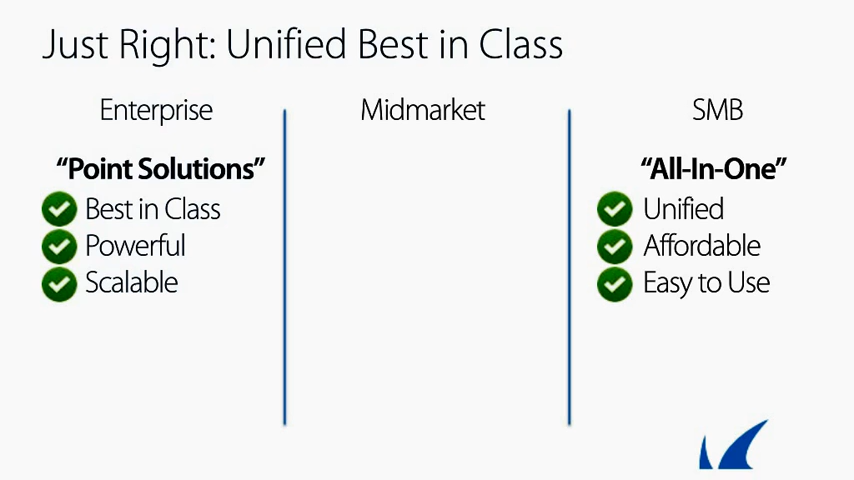 Just Right: Unified Best in Class
Enterprise
Midmarket
SMB
“Point Solutions”
Best in Class
Powerful
Scalable
“All-In-One”
Unified
Affordable
Easy to Use